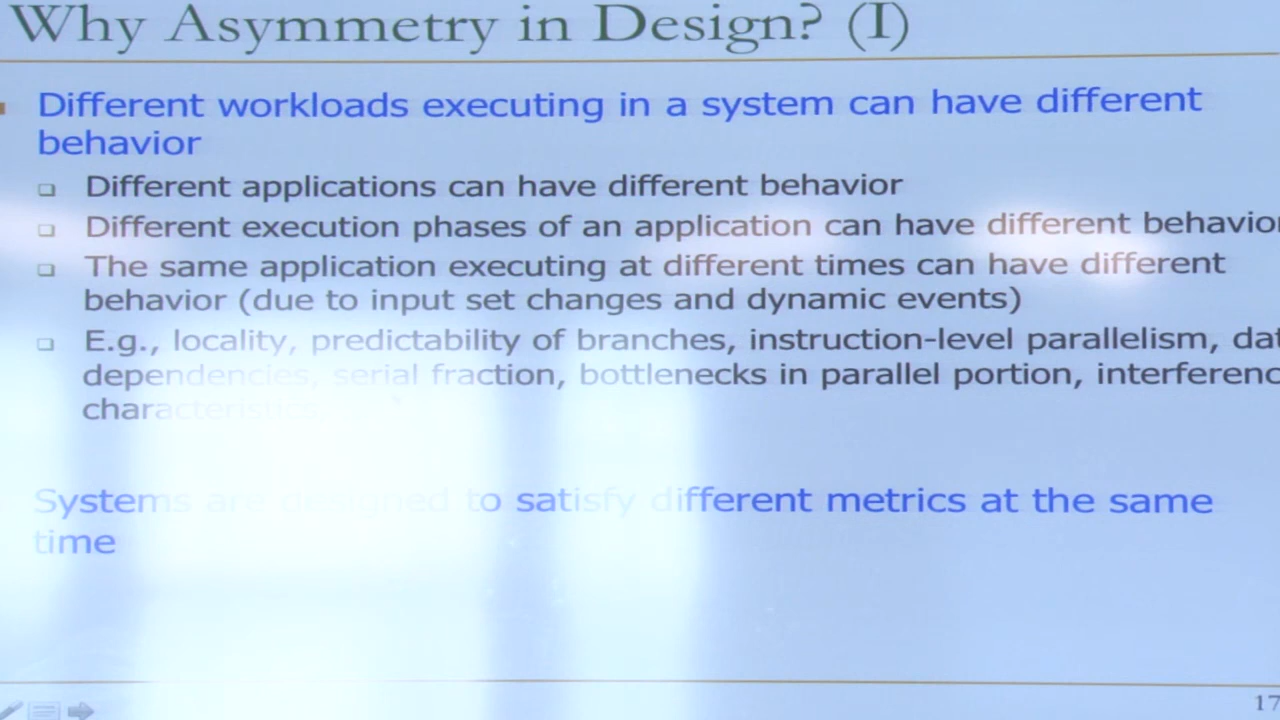 Why Asymmetry in Design? (I)
Different workloads executing in a system can have different
behavior
Different applications can have different behavior
Different execution phases of an application can have different behavior
The same application executing at different times can have different
behavior (due to input set changes and dynamic events)
E.g., locality, predictability of branches, instruction-level parallelism, dat
dependencies, serial fraction, bottlenecks in parallel portion, interferenc
characteristics,
Systems are designed to satisfy different metrics at the same
time
17